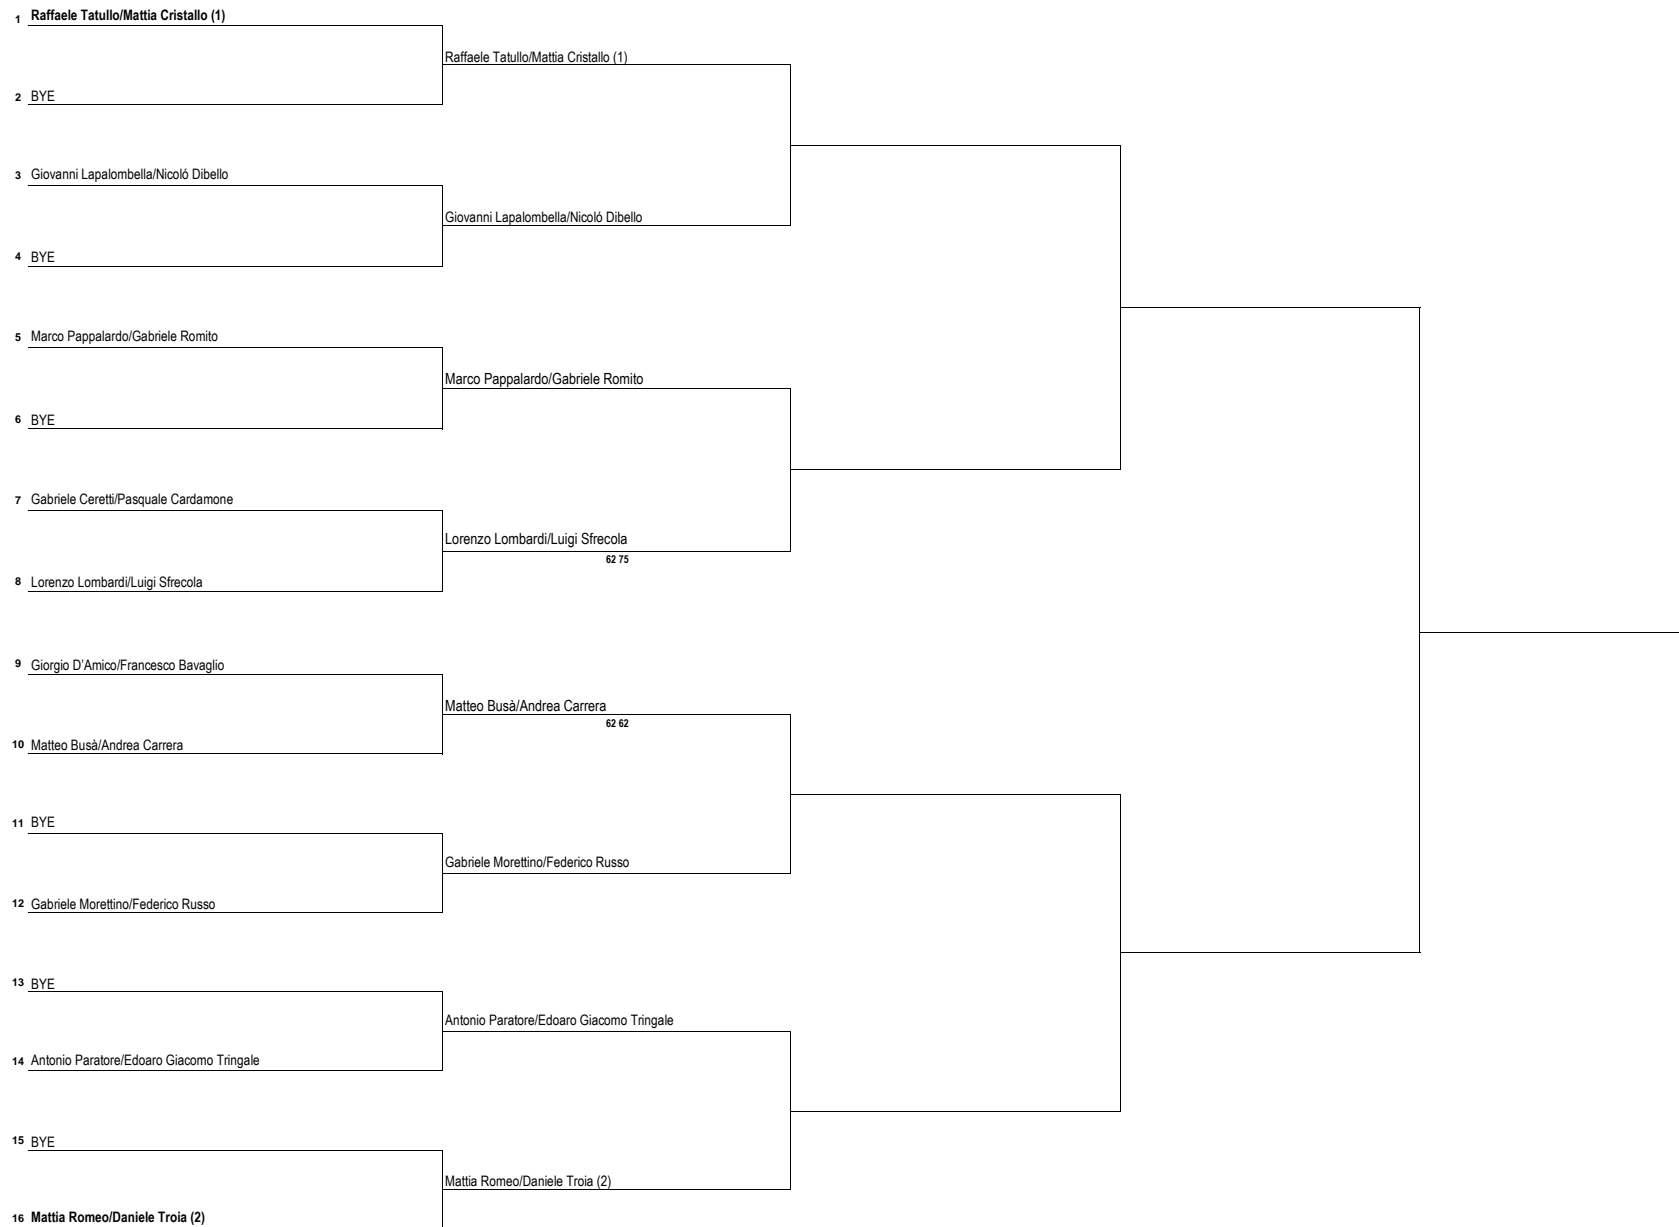 1 Raffaele Tatullo/Mattia Cristallo (1)
Raffaele Tatullo/Mattia Cristallo (1)
2 BYE
3 Giovanni Lapalombella/Nicoló Dibello
Giovanni Lapalombella/Nicoló Dibello
4 BYE
5 Marco Pappalardo/Gabriele Romito
Marco Pappalardo/Gabriele Romito
6 BYE
7 Gabriele Ceretti/Pasquale Cardamone
Lorenzo Lombardi/Luigi Sfrecola
62 75
8 Lorenzo Lombardi/Luigi Sfrecola
9 Giorgio D'Amico/Francesco Bavaglio
Matteo Busà/Andrea Carrera
62 62
10 Matteo Busà/Andrea Carrera
11 BYE
Gabriele Morettino/Federico Russo
12 Gabriele Morettino/Federico Russo
13 BYE
Antonio Paratore/Edoaro Giacomo Tringale
14 Antonio Paratore/Edoaro Giacomo Tringale
15 BYE
Mattia Romeo/Daniele Troia (2)
16 Mattia Romeo/Daniele Troia (2)